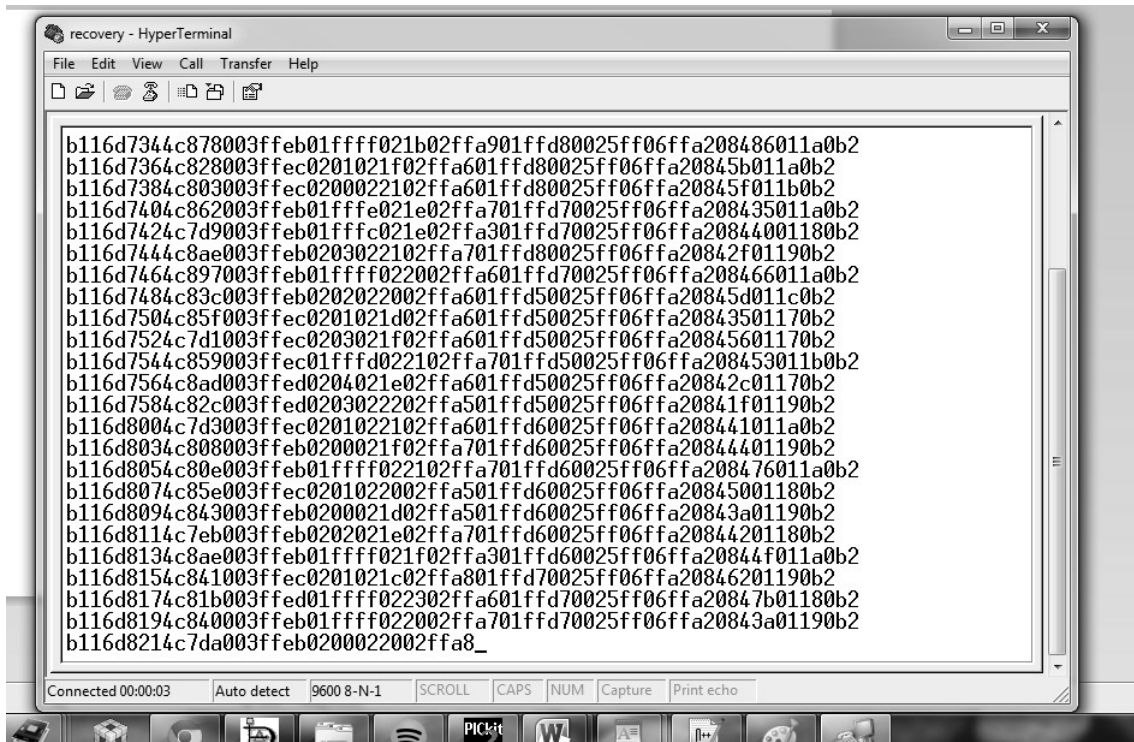 recovery - HyperTerminal
File Edit View Call Transfer Help
b116d7344c878003ffeb01ffff021b02ffa901ffd80025ff06ffa208486011a0b2
b116d7364c828003ffec0201021f02ffa601ffd80025ff06ffa20845b011a0b2
b116d7384c803003ffec0200022102ffa601ffd80025ff06ffa20845f011b0b2
b116d7404c862003ffeb01fffe021e02ffa701ffd70025ff06ffa208435011a0b2
b116d7424c7d9003ffeb01fffc021e02ffa301ffd70025ff06ffa20844001180b2
b116d7444c8ae003ffeb0203022102ffa701ffd80025ff06ffa20842f01190b2
b116d7464c897003ffeb01ffff022002ffa601ffd70025ff06ffa208466011a0b2
b116d7484c83c003ffeb0202022002ffa601ffd50025ff06ffa20845d011c0b2
b116d7504c85f003ffec0201021d02ffa601ffd50025ff06ffa20843501170b2
b116d7524c7d1003ffec0203021f02ffa601ffd50025ff06ffa20845601170b2
b116d7544c859003ffec01fffd022102ffa701ffd50025ff06ffa208453011b0b2
b116d7564c8ad003ffed0204021e02ffa601ffd50025ff06ffa20842c01170b2
b116d7584c82c003ffed0203022202ffa501ffd50025ff06ffa20841f01190b2
b116d8004c7d3003ffec0201022102ffa601ffd60025ff06ffa208441011a0b2
b116d8034c808003ffeb0200021f02ffa701ffd60025ff06ffa20844401190b2
b116d8054c80e003ffeb01ffff022102ffa701ffd60025ff06ffa208476011a0b2
b116d8074c85e003ffec0201022002ffa501ffd60025ff06ffa20845001180b2
b116d8094c843003ffeb0200021d02ffa501ffd60025ff06ffa20843a01190b2
b116d8114c7eb003ffeb0202021e02ffa701ffd60025ff06ffa20844201180b2
b116d8134c8ae003ffeb01ffff021f02ffa301ffd60025ff06ffa20844f011a0b2
b116d8154c841003ffec0201021c02ffa801ffd70025ff06ffa20846201190b2
b116d8174c81b003ffed01ffff022302ffa601ffd70025ff06ffa20847b01180b2
b116d8194c840003ffeb01ffff022002ffa701ffd70025ff06ffa20843a01190b2
b116d8214c7da003ffeb0200022002ffa8_
Connected 00:00:03 Auto detect 9600 8-N-1 SCROLL CAPS NUM Capture Print echo
PICkit